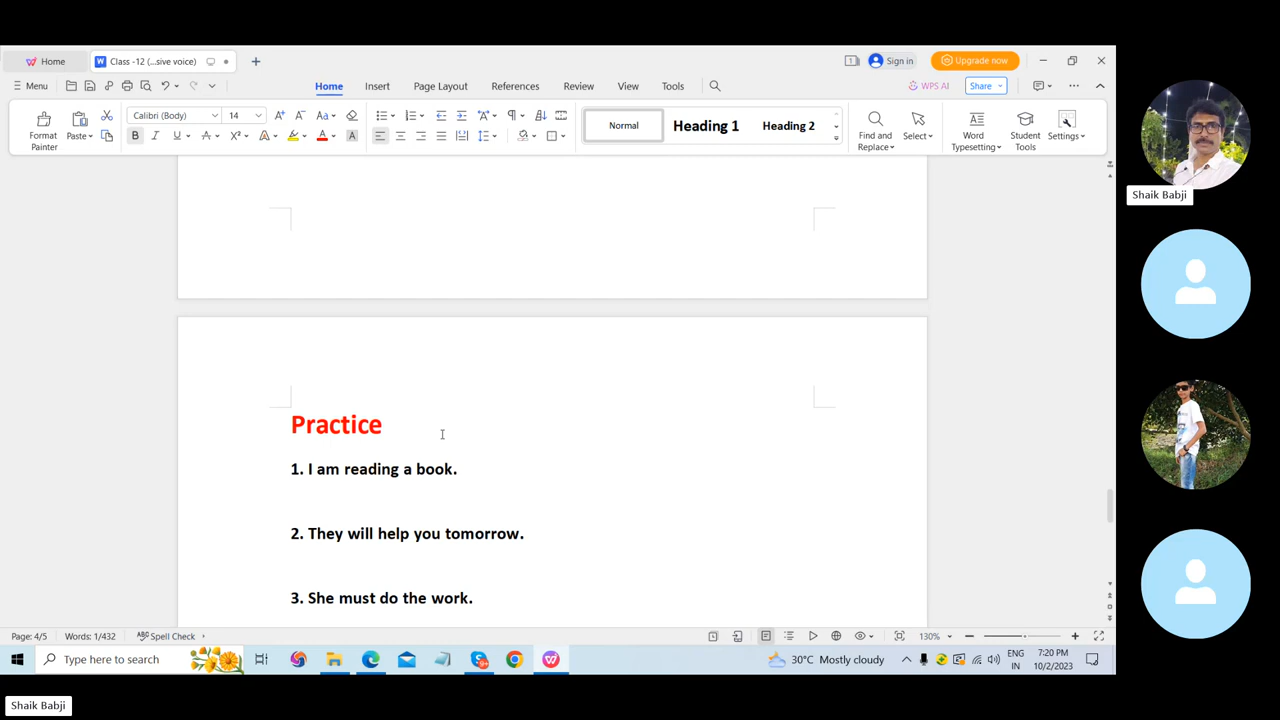 Home
Class -12 (...sive voice)
Sign in
Upgrade now
Menu
Home
Insert
Page Layout
References
Review
View
Tools
WPS AI
Share
Format Painter
Paste
Calibri (Body)
14
Normal
Heading 1
Heading 2
Find and Replace
Select
Word Typesetting
Student Tools
Settings
Shaik Babji
Practice
1. I am reading a book.
2. They will help you tomorrow.
3. She must do the work.
Page: 4/5
Words: 1/432
Spell Check
130%
Type here to search
30°C Mostly cloudy
ENG
IN
7:20 PM
10/2/2023
Shaik Babji